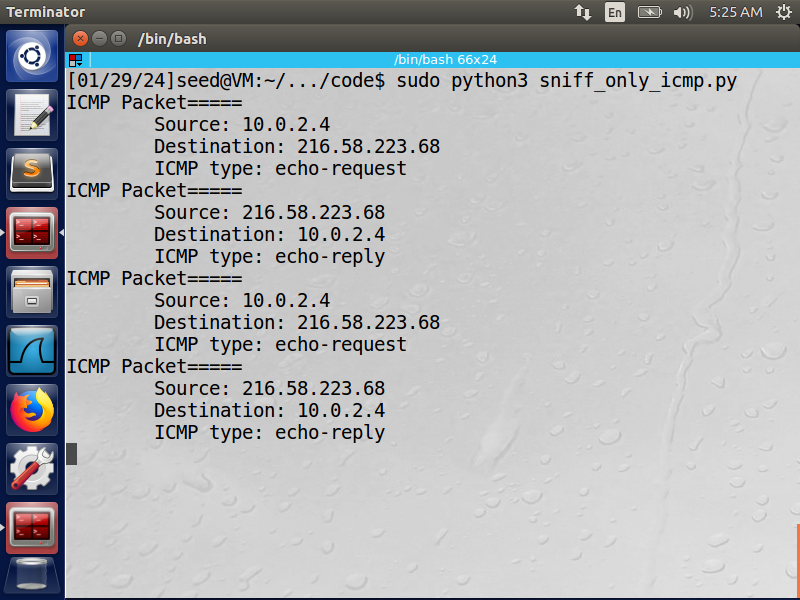 Terminator
En
5:25 AM
/bin/bash
/bin/bash 66x24
[01/29/24]seed@VM:~/.../code$ sudo python3 sniff_only_icmp.py
ICMP Packet=====
Source: 10.0.2.4
Destination: 216.58.223.68
ICMP type: echo-request
ICMP Packet=====
Source: 216.58.223.68
Destination: 10.0.2.4
ICMP type: echo-reply
ICMP Packet=====
Source: 10.0.2.4
Destination: 216.58.223.68
ICMP type: echo-request
ICMP Packet=====
Source: 216.58.223.68
Destination: 10.0.2.4
ICMP type: echo-reply